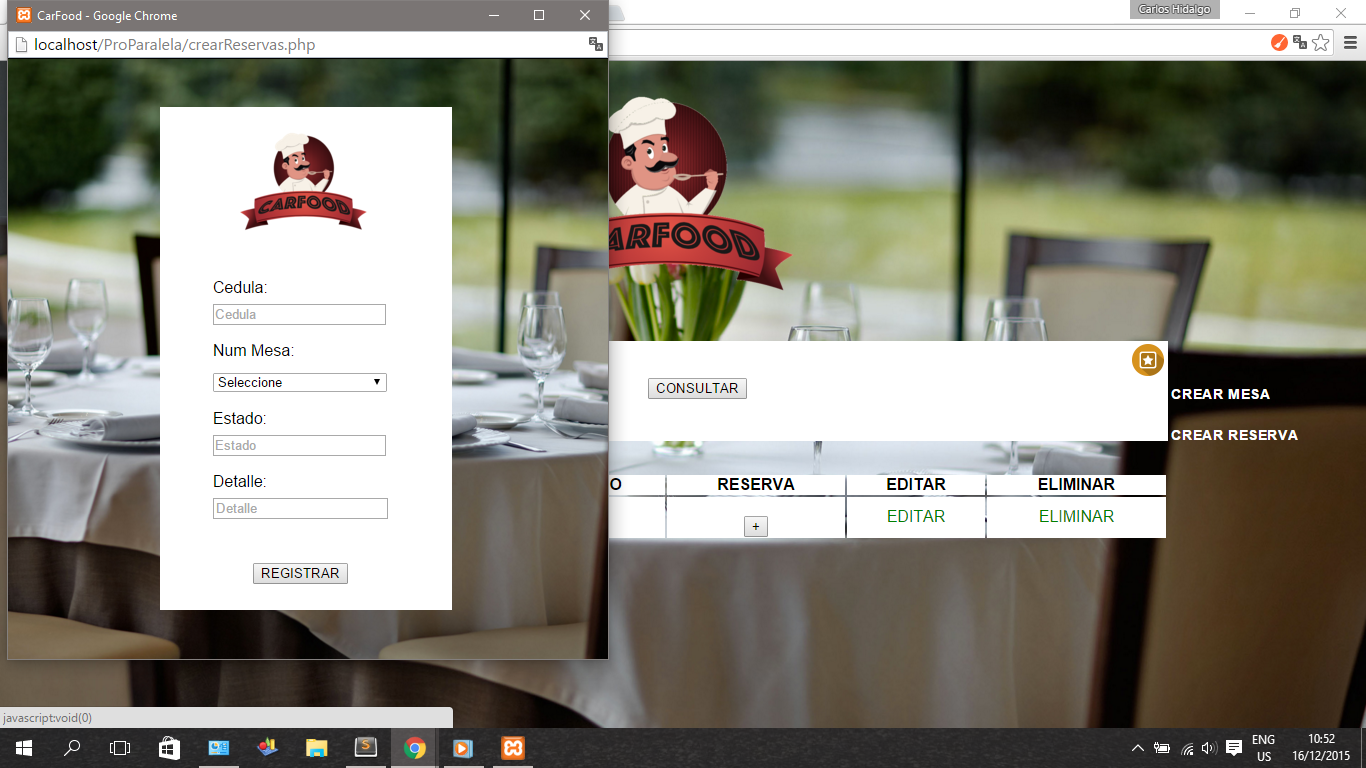 CarFood - Google Chrome
localhost/ProParalela/crearReservas.php
CARFOOD
Cedula:
Cedula
Num Mesa:
Seleccione
Estado:
Estado
Detalle:
Detalle
REGISTRAR
Carlos Hidalgo
ARFOOD
CONSULTAR
CREAR MESA
CREAR RESERVA
O RESERVA EDITAR ELIMINAR
+ EDITAR ELIMINAR
javascript:void(0)
ENG
US
10:52
16/12/2015